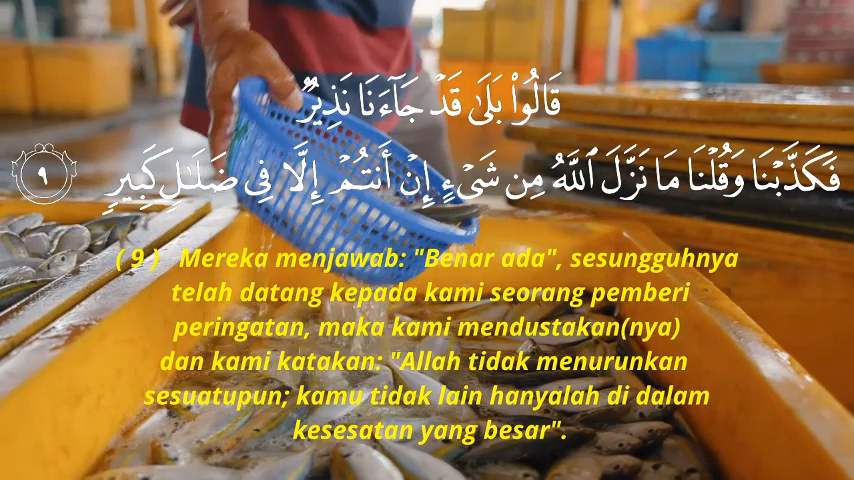 قَالُوا۟ بَلَىٰ قَدْ جَآءَنَا نَذِيرٌ
فَكَذَّبْنَا وَقُلْنَا مَا نَزَّلَ ٱللَّهُ مِن شَىْءٍ إِنْ أَنتُمْ إِلَّا فِى ضَلَـٰلٍ كَبِيرٍ ٩
( 9 ) Mereka menjawab: "Benar ada", sesungguhnya
telah datang kepada kami seorang pemberi
peringatan, maka kami mendustakan(nya)
dan kami katakan: "Allah tidak menurunkan
sesuatupun; kamu tidak lain hanyalah di dalam
kesesatan yang besar".